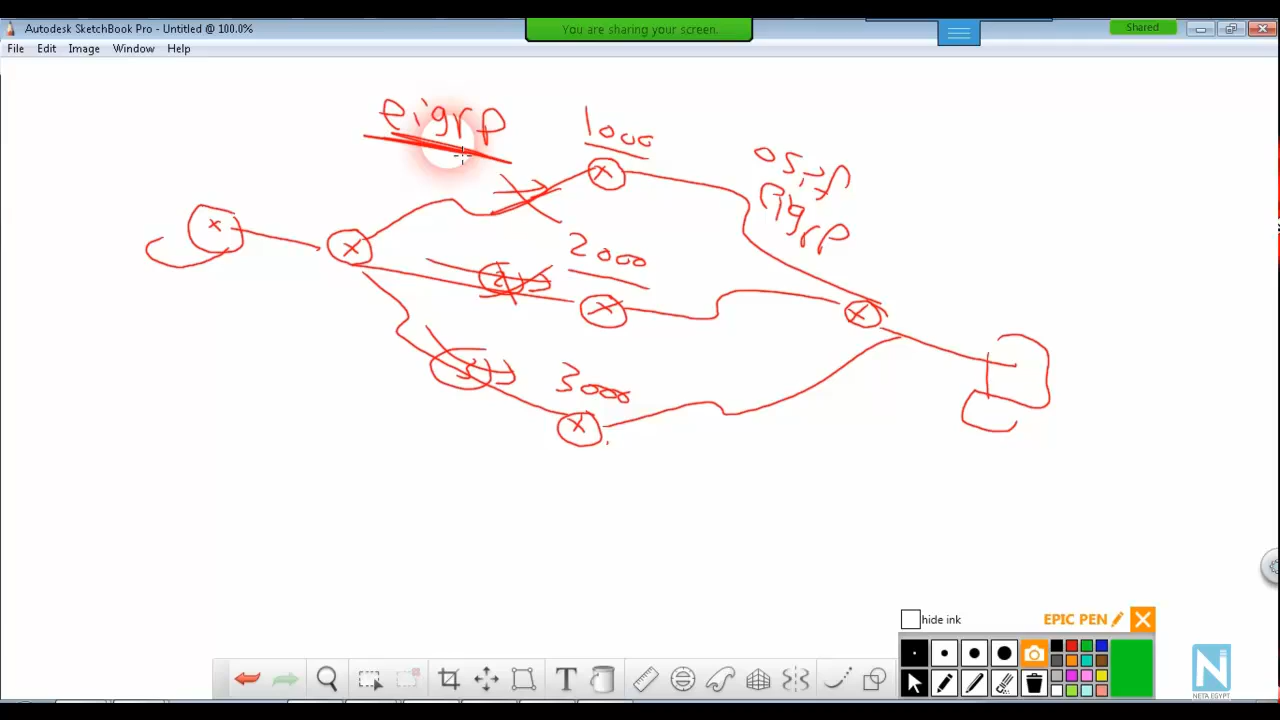 Autodesk SketchBook Pro - Untitled @ 100.0%
You are sharing your screen.
Shared
File Edit Image Window Help
eigrp
1000
ospf
eigrp
2000
3000
hide ink
EPIC PEN
T
N
NETA EGYPT